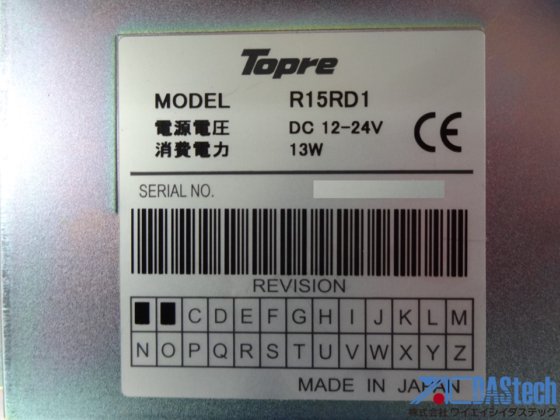 Topre
MODEL R15RD1
電源電圧 DC 12-24V
消費電力 13W
CE
SERIAL NO.
REVISION
C D E F G H I J K L M
N O P Q R S T U V W X Y Z
MADE IN JAPAN
DAStech
株式会社ワイエイシイダステック